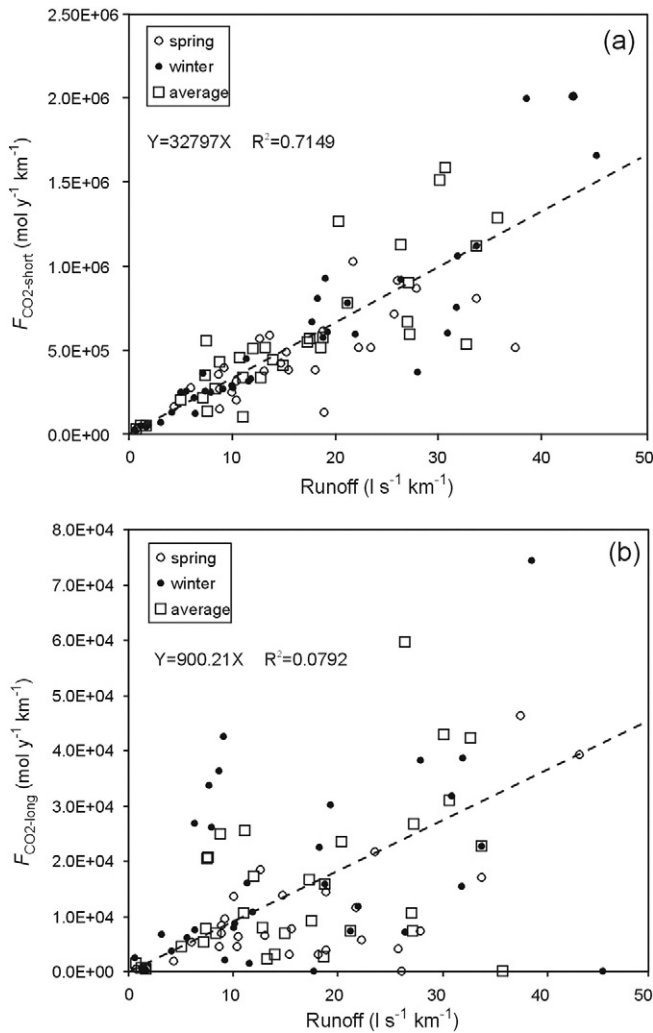 (a)
2.50E+06
2.0E+06
1.5E+06
1.0E+06
5.0E+05
0.0E+00
spring
winter
average
Y=32797X R²=0.7149
F_CO2-short (mol y⁻¹ km⁻¹)
0 10 20 30 40 50
Runoff (l s⁻¹ km⁻¹)
(b)
8.0E+04
7.0E+04
6.0E+04
5.0E+04
4.0E+04
3.0E+04
2.0E+04
1.0E+04
0.0E+00
spring
winter
average
Y=900.21X R²=0.0792
F_CO2-long (mol y⁻¹ km⁻¹)
0 10 20 30 40 50
Runoff (l s⁻¹ km⁻¹)